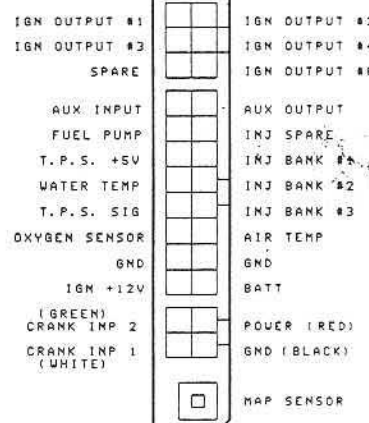 IGN OUTPUT #1
IGN OUTPUT
IGN OUTPUT #3
IGN OUTPUT
SPARE
IGN OUTPUT
AUX INPUT
AUX OUTPUT
FUEL PUMP
INJ SPARE
T.P.S. +5V
INJ BANK #1
WATER TEMP
INJ BANK #2
T.P.S. SIG
INJ BANK #3
OXYGEN SENSOR
AIR TEMP
GND
GND
IGN +12V
BATT
(GREEN)
CRANK INP 2
POWER (RED)
CRANK INP 1
(WHITE)
GND (BLACK)
MAP SENSOR